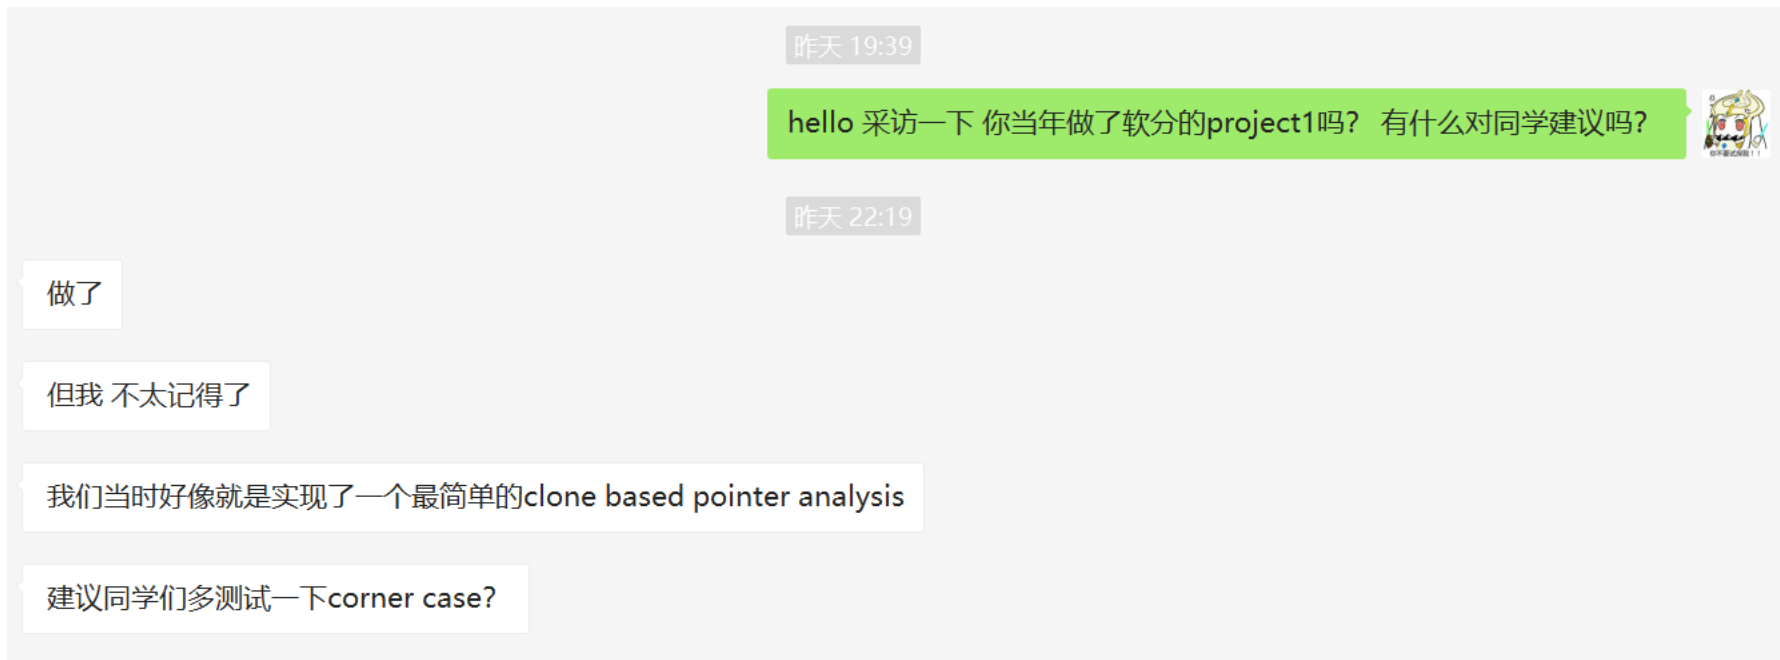 昨天 19:39
hello 采访一下 你当年做了软分的project1吗？ 有什么对同学建议吗？
昨天 22:19
做了
但我 不太记得了
我们当时好像就是实现了一个最简单的clone based pointer analysis
建议同学们多测试一下corner case？